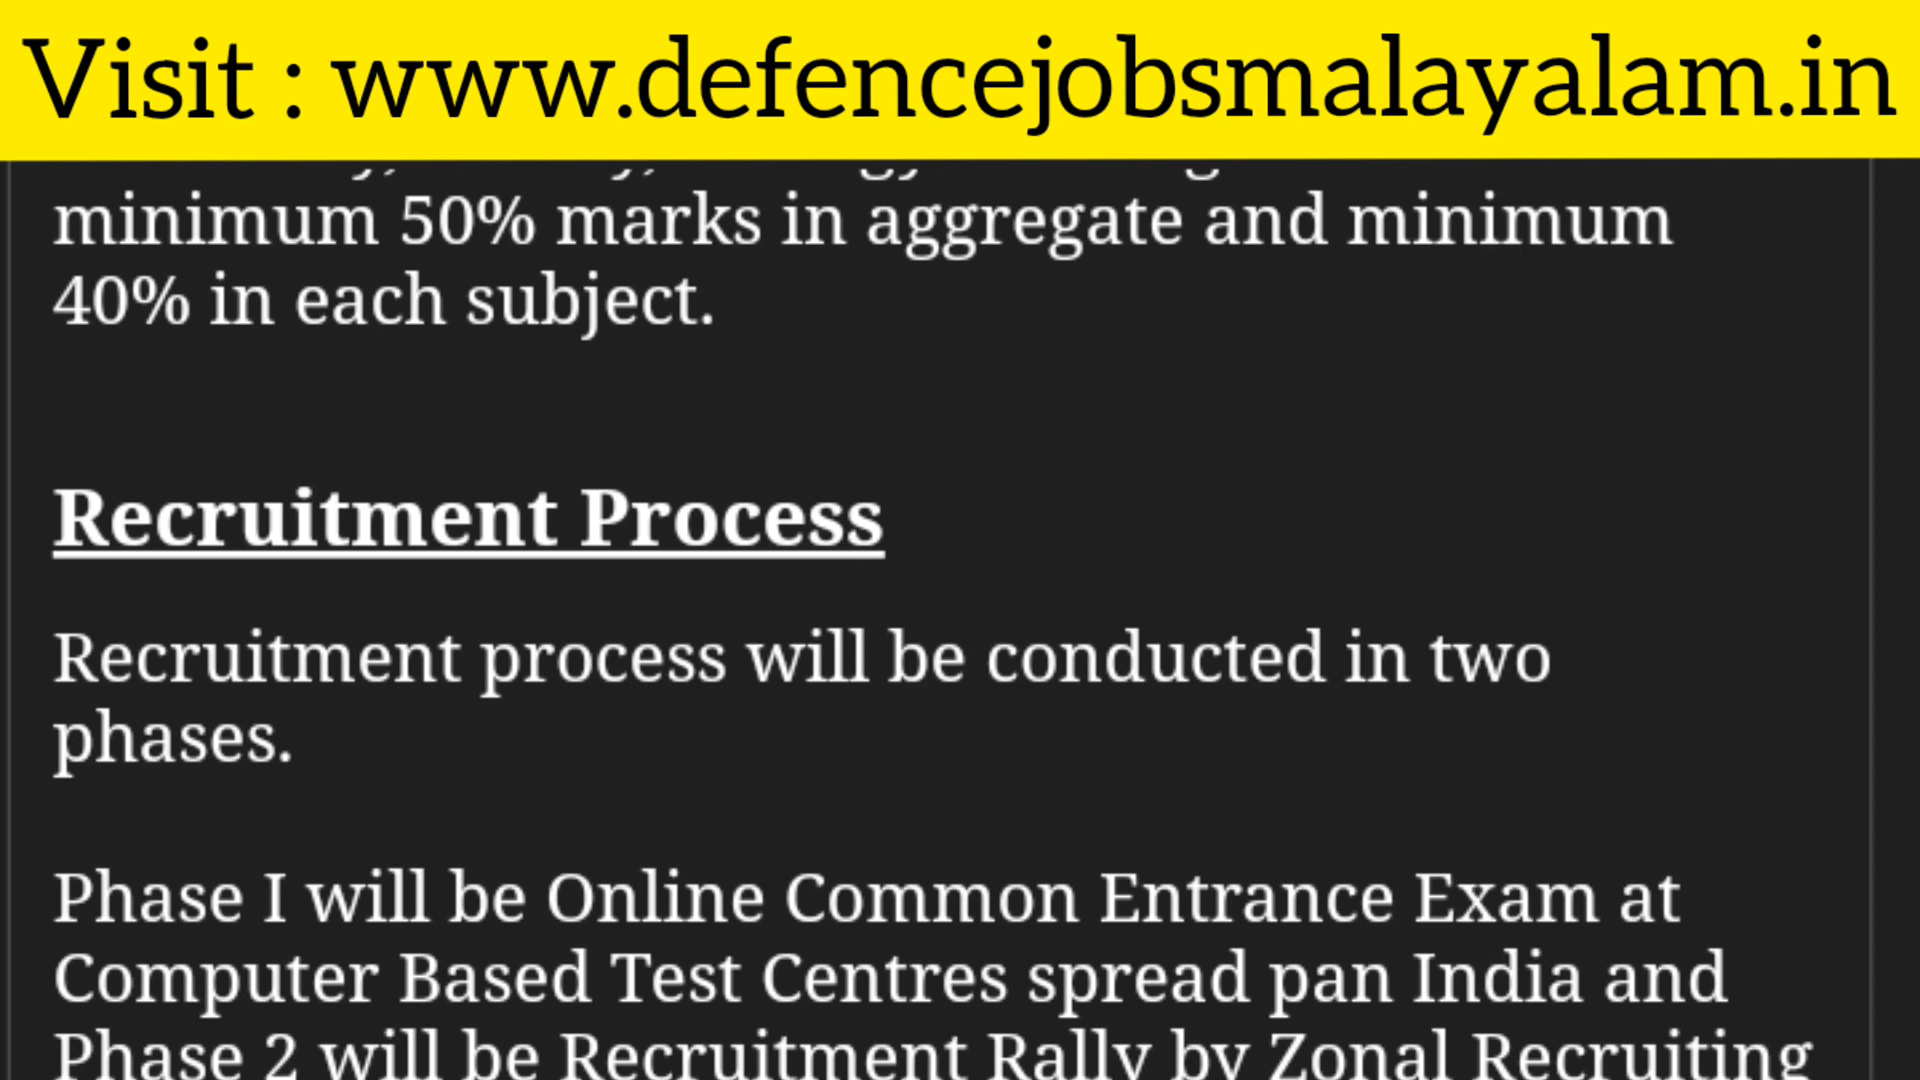 Visit : www.defencejobsmalayalam.in
minimum 50% marks in aggregate and minimum
40% in each subject.
Recruitment Process
Recruitment process will be conducted in two
phases.
Phase I will be Online Common Entrance Exam at
Computer Based Test Centres spread pan India and
Phase 2 will be Recruitment Rally by Zonal Recruiting